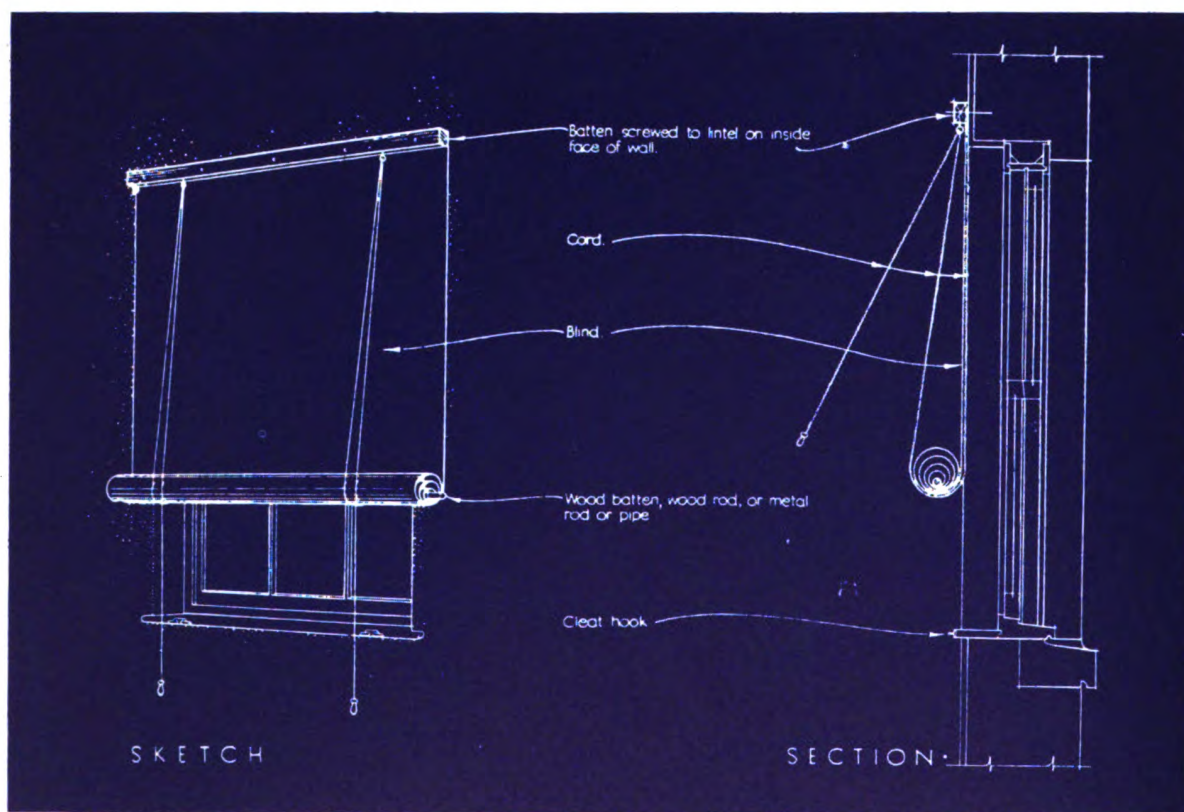 Batten screwed to lintel on inside
face of wall.
Cord.
Blind.
Wood batten, wood rod, or metal
rod or pipe
Cleat hook
SKETCH
SECTION.